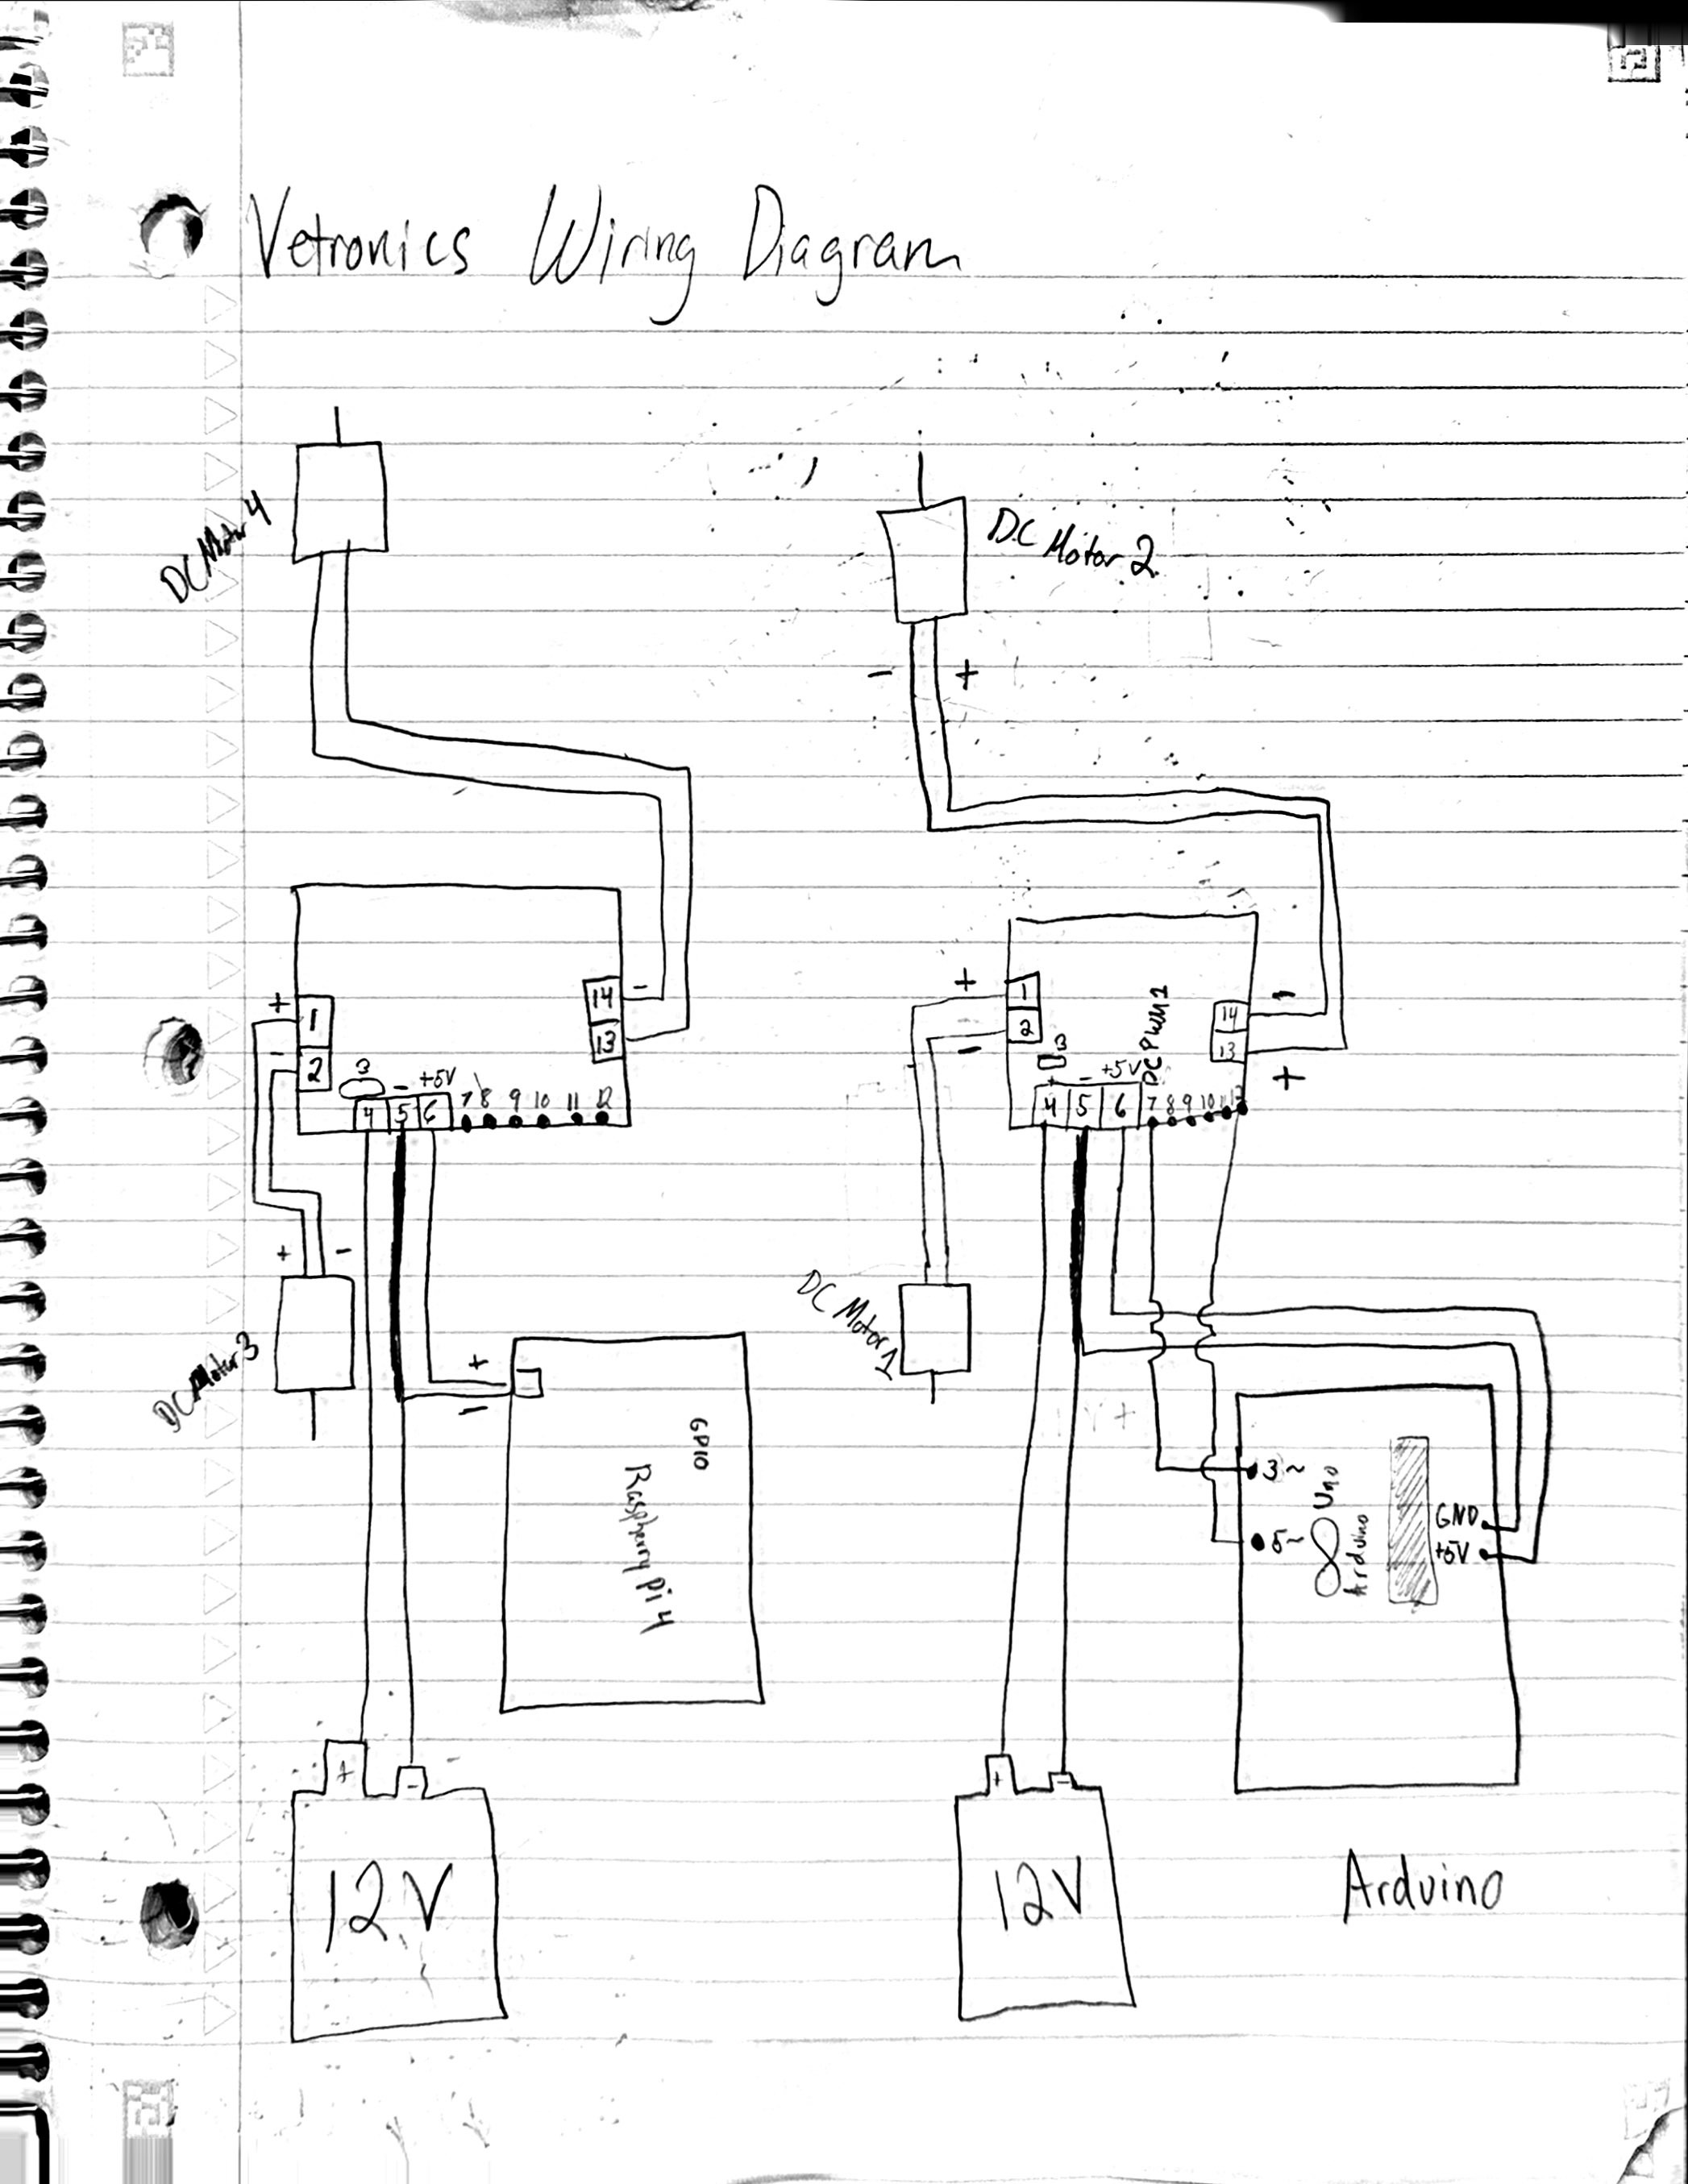 Vetronics Wiring Diagram
DC Motor 4
DC Motor 2
- +
+ 1
- 2
14 -
13
3
- +5V
4 5 6 7 8 9 10 11 12
+ -
DC Motor 3
+
-
GPIO
Raspberry Pi 4
+ -
12V
+ 1
- 2
DC PWM 1
14 -
13 +
3
+ - +5V
4 5 6 7 8 9 10 11 12
DC Motor 1
3~
5~
Uno
Arduino
GND
+5V
+ -
12V
Arduino